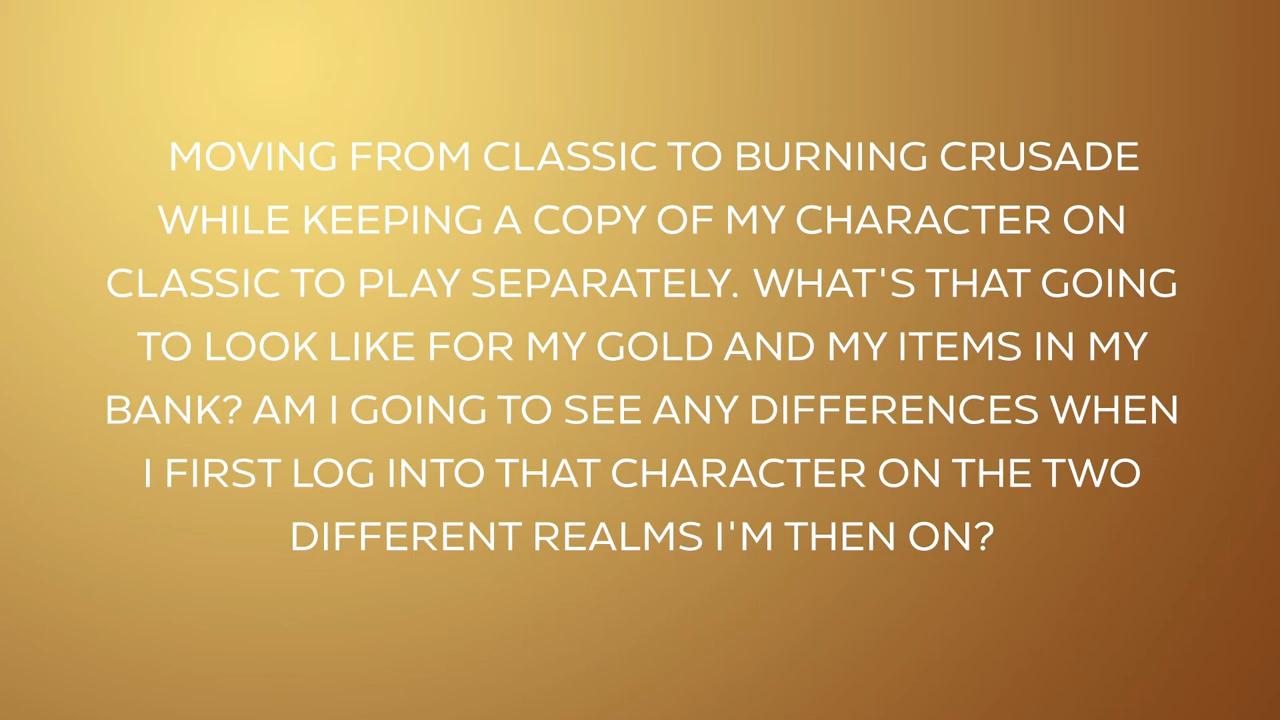 MOVING FROM CLASSIC TO BURNING CRUSADE
WHILE KEEPING A COPY OF MY CHARACTER ON
CLASSIC TO PLAY SEPARATELY. WHAT'S THAT GOING
TO LOOK LIKE FOR MY GOLD AND MY ITEMS IN MY
BANK? AM I GOING TO SEE ANY DIFFERENCES WHEN
I FIRST LOG INTO THAT CHARACTER ON THE TWO
DIFFERENT REALMS I'M THEN ON?